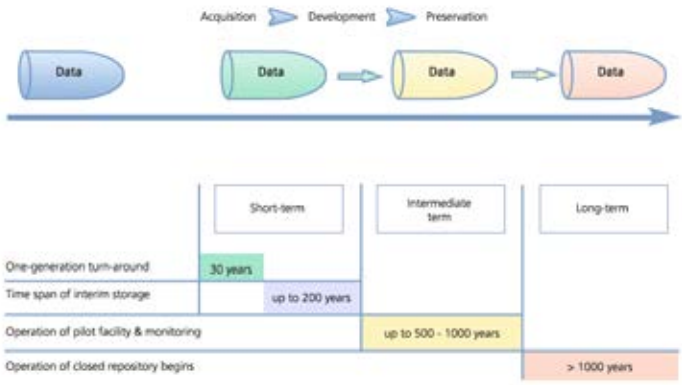 Acquisition Development Preservation
Data Data Data Data
Short-term Intermediate term Long-term
One-generation turn-around 30 years
Time span of interim storage up to 200 years
Operation of pilot facility & monitoring up to 500 - 1000 years
Operation of closed repository begins > 1000 years